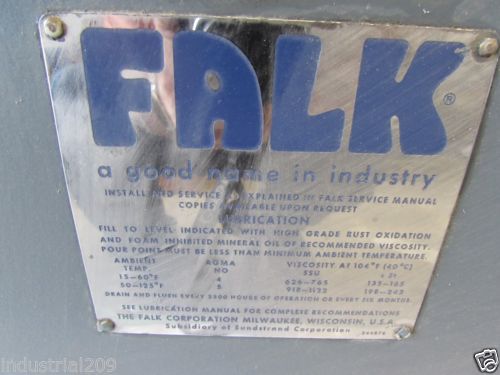 FALK®
a good name in industry
INSTALL AND SERVICE AS EXPLAINED IN FALK SERVICE MANUAL
COPIES AVAILABLE UPON REQUEST
LUBRICATION
FILL TO LEVEL INDICATED WITH HIGH GRADE RUST OXIDATION
AND FOAM INHIBITED MINERAL OIL OF RECOMMENDED VISCOSITY.
POUR POINT MUST BE LESS THAN MINIMUM AMBIENT TEMPERATURE.
AMBIENT AGMA VISCOSITY AT 104°F (40°C)
TEMP. NO SSU cSt
15-60°F 4 626-765 135-165
50-125°F 5 918-1122 198-242
DRAIN AND FLUSH EVERY 2500 HOURS OF OPERATION OR EVERY SIX MONTHS.
SEE LUBRICATION MANUAL FOR COMPLETE RECOMMENDATIONS
THE FALK CORPORATION MILWAUKEE, WISCONSIN, U.S.A.
Subsidiary of Sundstrand Corporation
© industrial209